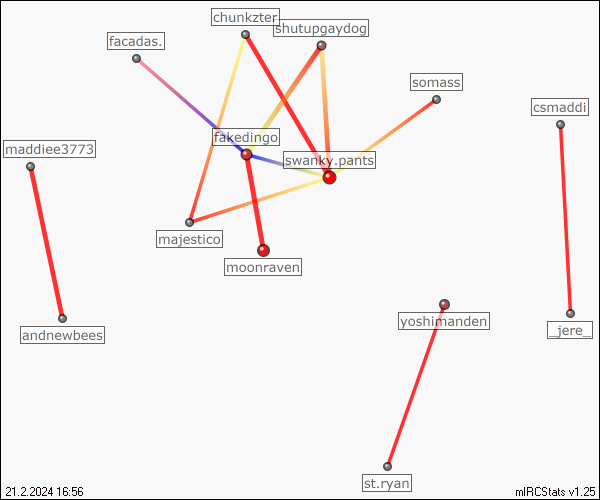 chunkzter
shutupgaydog
facadas.
somass
csmaddi
fakedingo
maddiee3773
swanky.pants
majestico
moonraven
yoshimanden
_jere_
andnewbees
st.ryan
21.2.2024 16:56
mIRCStats v1.25